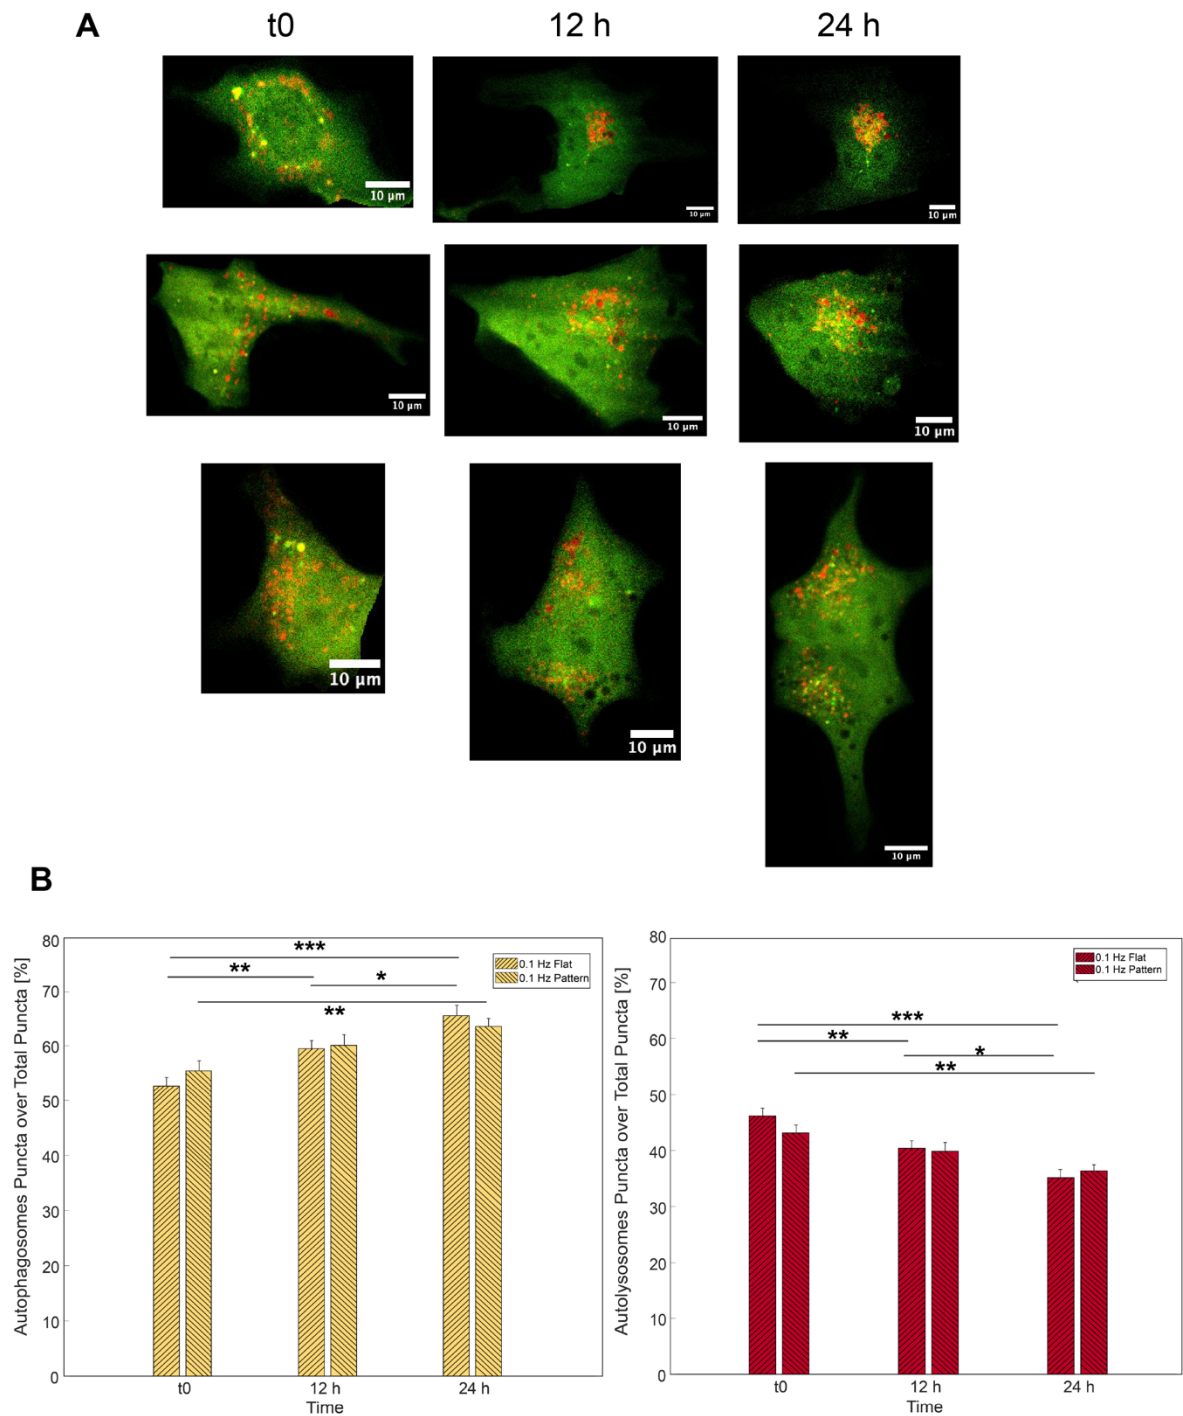 A
t0 12 h 24 h
10 µm 10 µm 10 µm
10 µm 10 µm 10 µm
10 µm 10 µm 10 µm
B
Autophagosomes Puncta over Total Puncta [%]
80
70
60
50
40
30
20
10
0
***
** *
**
0.1 Hz Flat
0.1 Hz Pattern
t0 12 h 24 h
Time
Autolysosomes Puncta over Total Puncta [%]
80
70
60
50
40
30
20
10
0
***
**
*
**
0.1 Hz Flat
0.1 Hz Pattern
t0 12 h 24 h
Time